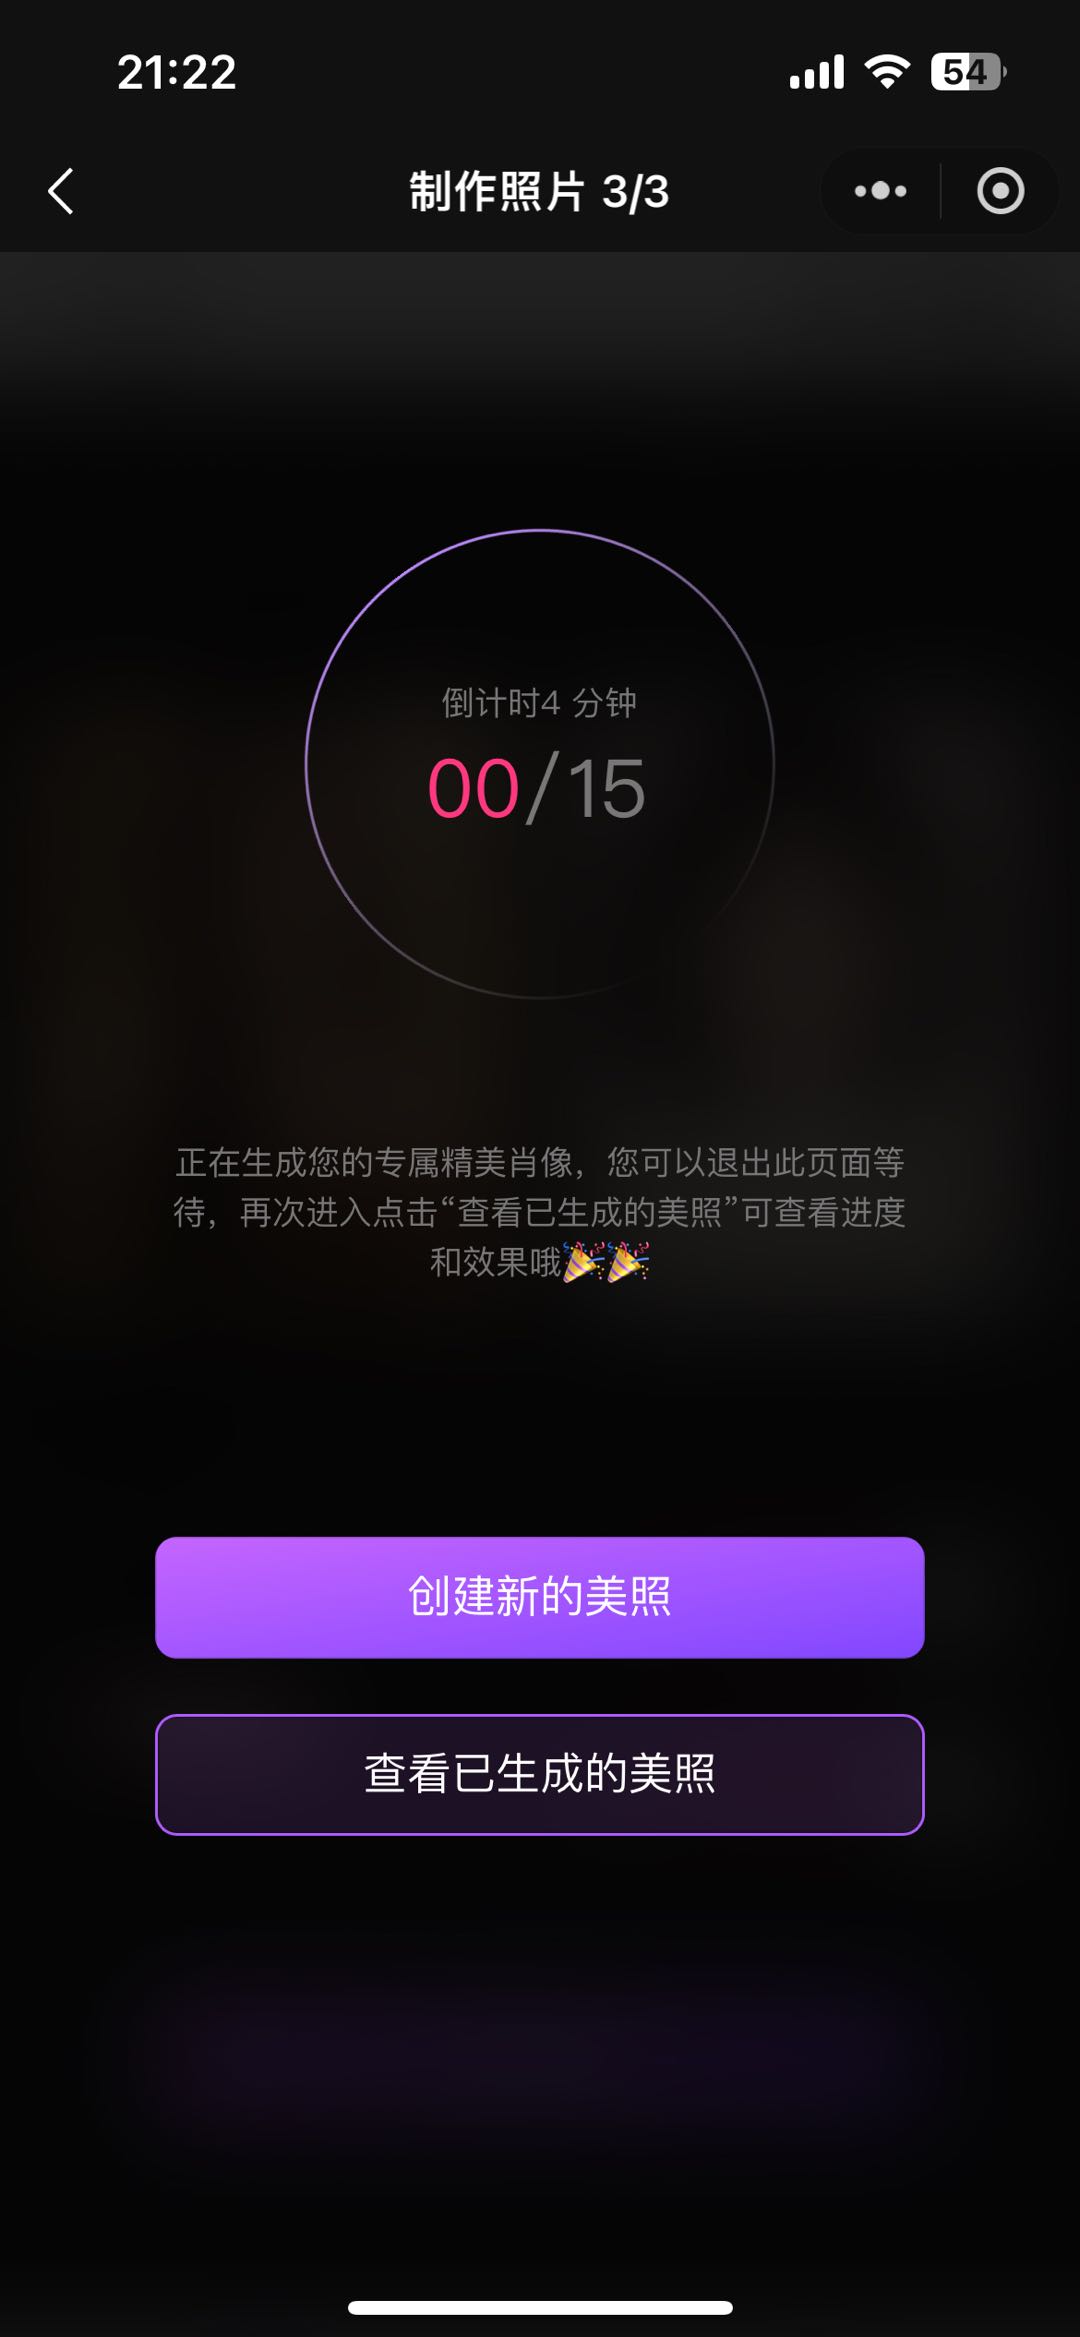 21:22
54
制作照片 3/3
倒计时4 分钟
00/15
正在生成您的专属精美肖像，您可以退出此页面等
待，再次进入点击“查看已生成的美照”可查看进度
和效果哦🎉🎉
创建新的美照
查看已生成的美照